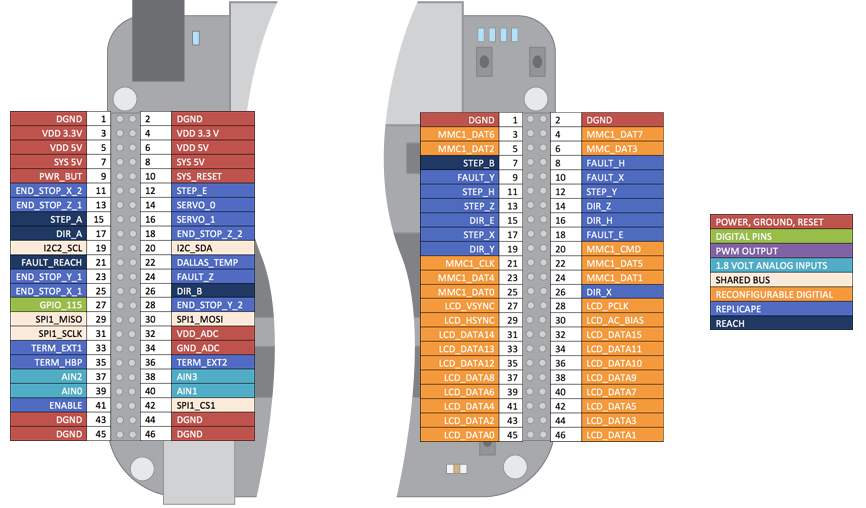 DGND 1 2 DGND
VDD 3.3V 3 4 VDD 3.3 V
VDD 5V 5 6 VDD 5V
SYS 5V 7 8 SYS 5V
PWR_BUT 9 10 SYS_RESET
END_STOP_X_2 11 12 STEP_E
END_STOP_Z_1 13 14 SERVO_0
STEP_A 15 16 SERVO_1
DIR_A 17 18 END_STOP_Z_2
I2C2_SCL 19 20 I2C_SDA
FAULT_REACH 21 22 DALLAS_TEMP
END_STOP_Y_1 23 24 FAULT_Z
END_STOP_X_1 25 26 DIR_B
GPIO_115 27 28 END_STOP_Y_2
SPI1_MISO 29 30 SPI1_MOSI
SPI1_SCLK 31 32 VDD_ADC
TERM_EXT1 33 34 GND_ADC
TERM_HBP 35 36 TERM_EXT2
AIN2 37 38 AIN3
AIN0 39 40 AIN1
ENABLE 41 42 SPI1_CS1
DGND 43 44 DGND
DGND 45 46 DGND
DGND 1 2 DGND
MMC1_DAT6 3 4 MMC1_DAT7
MMC1_DAT2 5 6 MMC_DAT3
STEP_B 7 8 FAULT_H
FAULT_Y 9 10 FAULT_X
STEP_H 11 12 STEP_Y
STEP_Z 13 14 DIR_Z
DIR_E 15 16 DIR_H
STEP_X 17 18 FAULT_E
DIR_Y 19 20 MMC1_CMD
MMC1_CLK 21 22 MMC1_DAT5
MMC1_DAT4 23 24 MMC1_DAT1
MMC1_DAT0 25 26 DIR_X
LCD_VSYNC 27 28 LCD_PCLK
LCD_HSYNC 29 30 LCD_AC_BIAS
LCD_DATA14 31 32 LCD_DATA15
LCD_DATA13 33 34 LCD_DATA11
LCD_DATA12 35 36 LCD_DATA10
LCD_DATA8 37 38 LCD_DATA9
LCD_DATA6 39 40 LCD_DATA7
LCD_DATA4 41 42 LCD_DATA5
LCD_DATA2 43 44 LCD_DATA3
LCD_DATA0 45 46 LCD_DATA1
POWER, GROUND, RESET
DIGITAL PINS
PWM OUTPUT
1.8 VOLT ANALOG INPUTS
SHARED BUS
RECONFIGURABLE DIGITIAL
REPLICAPE
REACH